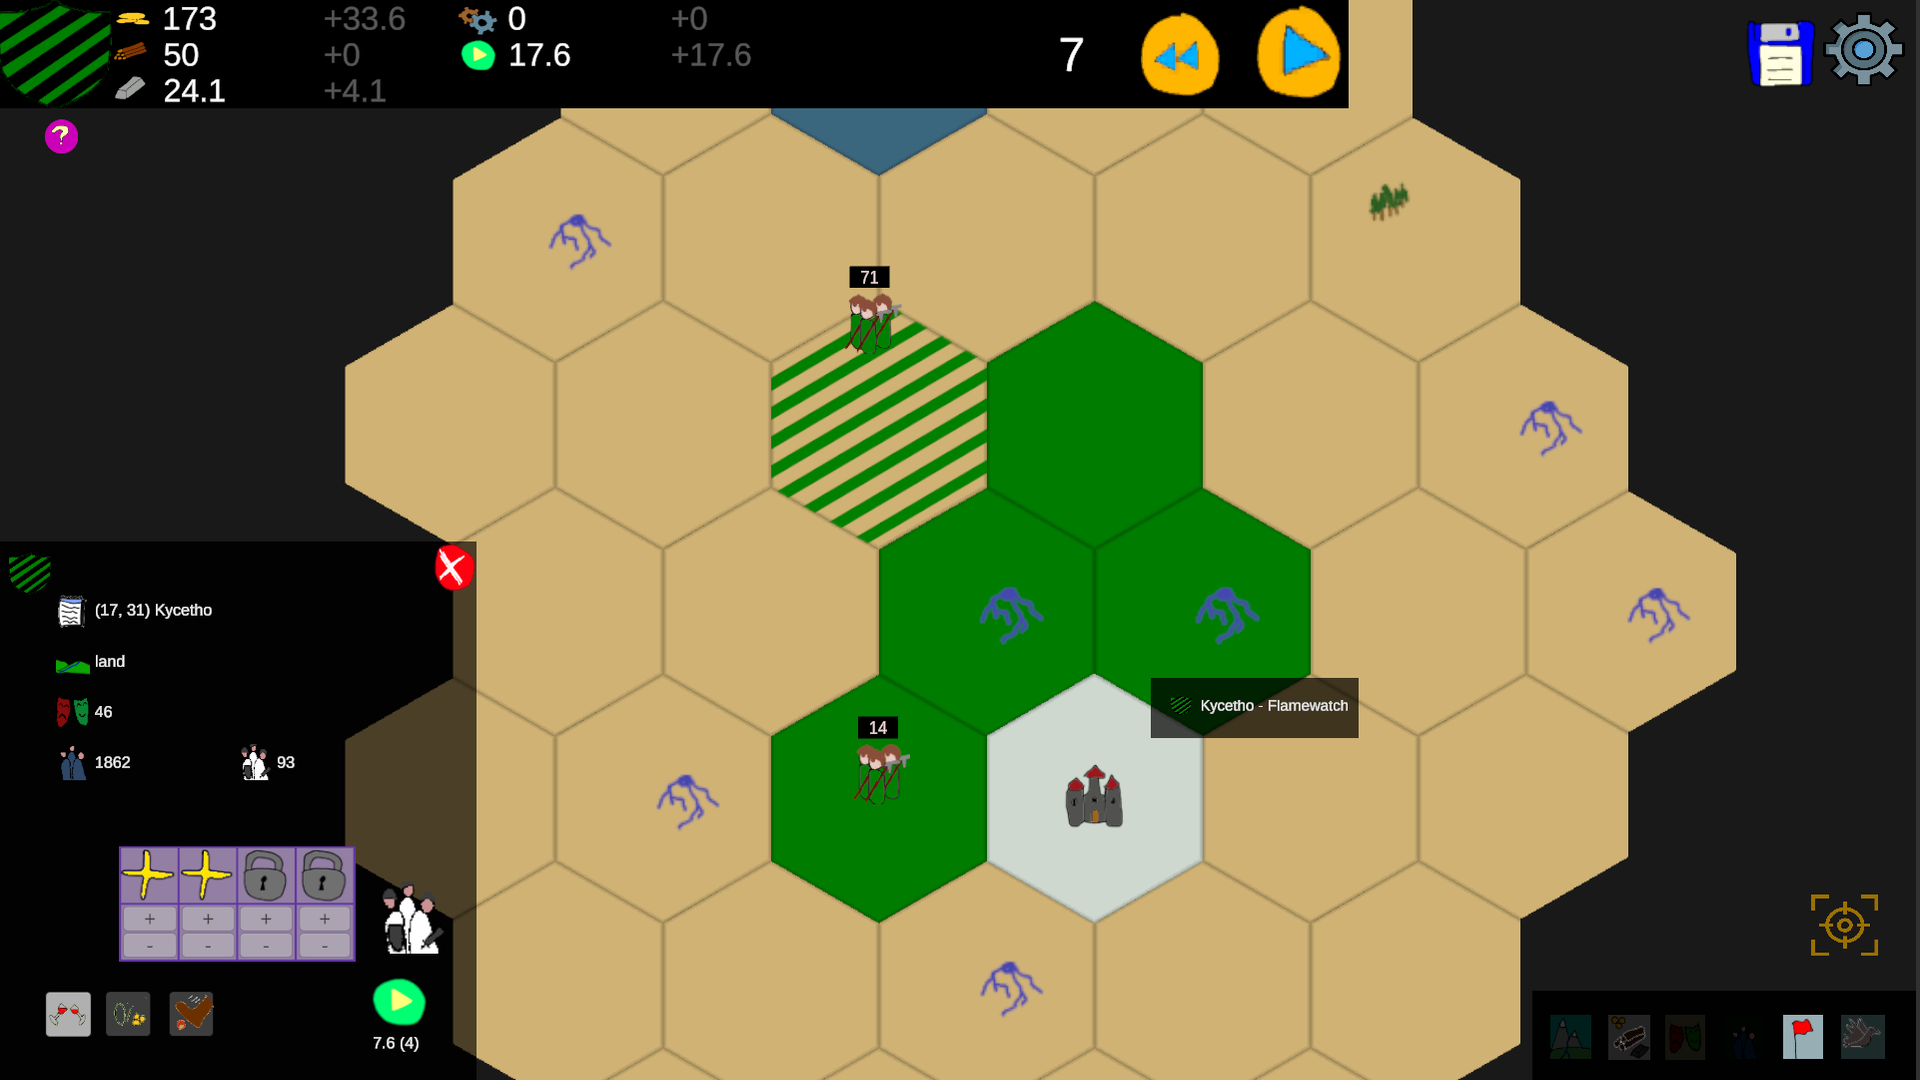 173 +33.6 0 +0
50 +0 17.6 +17.6
24.1 +4.1
7
?
71
Kycetho - Flamewatch
14
(17, 31) Kycetho
land
46
1862 93
+ + + +
- - - -
7.6 (4)